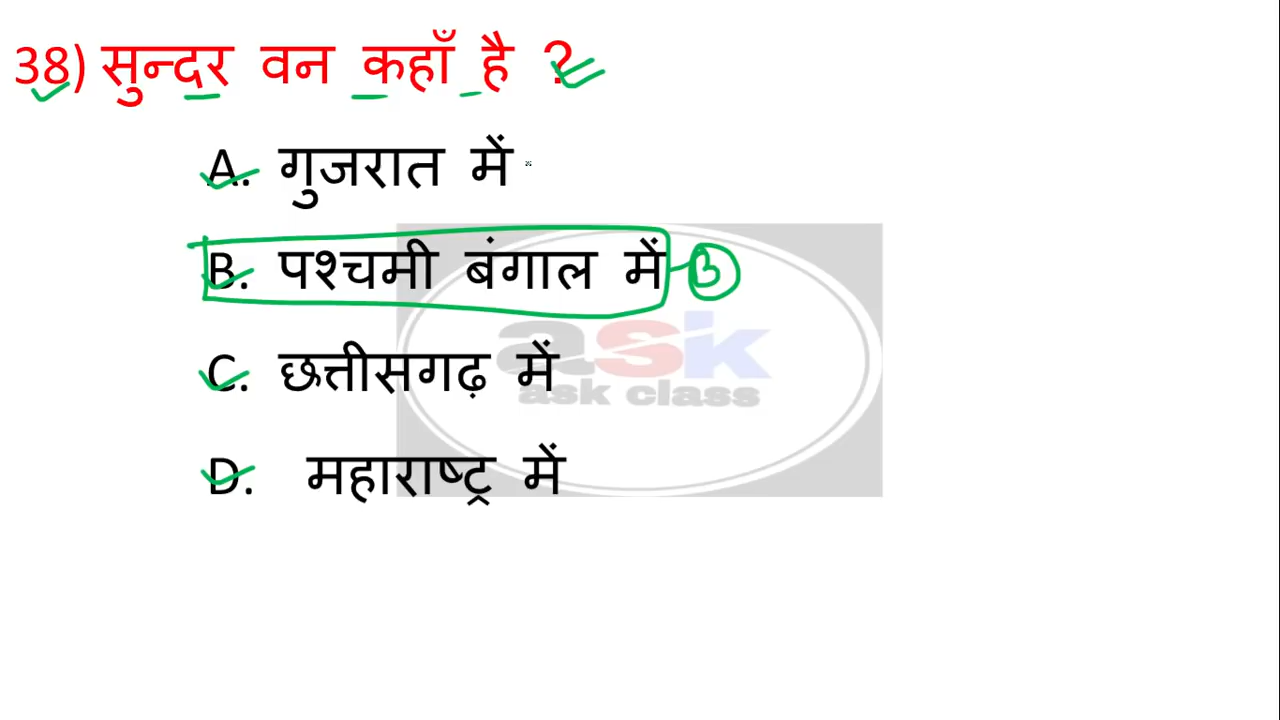 38) सुन्दर वन कहाँ है ?
A. गुजरात में
B. पश्चमी बंगाल में B
ask
ask class
C. छत्तीसगढ़ में
D. महाराष्ट्र में